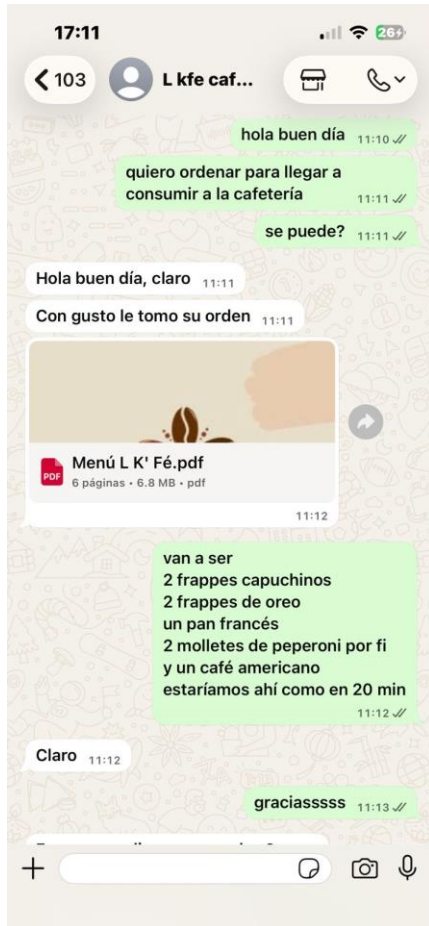 17:11
26
103
L kfe caf...
hola buen día 11:10
quiero ordenar para llegar a
consumir a la cafetería 11:11
se puede? 11:11
Hola buen día, claro 11:11
Con gusto le tomo su orden 11:11
PDF
Menú L K' Fé.pdf
6 páginas • 6.8 MB • pdf
11:12
van a ser
2 frappes capuchinos
2 frappes de oreo
un pan francés
2 molletes de peperoni por fi
y un café americano
estaríamos ahí como en 20 min
11:12
Claro 11:12
graciasssss 11:13